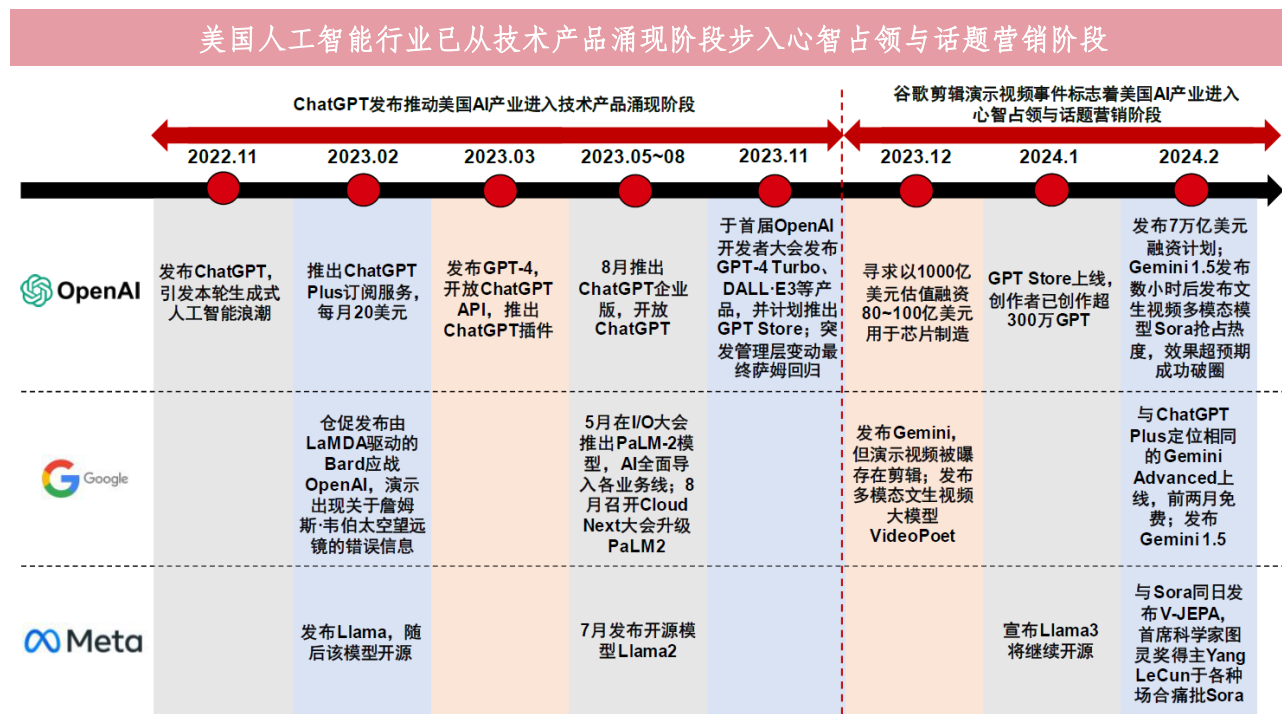 美国人工智能行业已从技术产品涌现阶段步入心智占领与话题营销阶段
ChatGPT发布推动美国AI产业进入技术产品涌现阶段
谷歌剪辑演示视频事件标志着美国AI产业进入
心智占领与话题营销阶段
2022.11
2023.02
2023.03
2023.05~08
2023.11
2023.12
2024.1
2024.2
OpenAI
发布ChatGPT，
引发本轮生成式
人工智能浪潮
推出ChatGPT
Plus订阅服务，
每月20美元
发布GPT-4，
开放ChatGPT
API，推出
ChatGPT插件
8月推出
ChatGPT企业
版，开放
ChatGPT
于首届OpenAI
开发者大会发布
GPT-4 Turbo、
DALL·E3等产
品，并计划推出
GPT Store；突
发管理层变动最
终萨姆回归
寻求以1000亿
美元估值融资
80~100亿美元
用于芯片制造
GPT Store上线，
创作者已创作超
300万GPT
发布7万亿美元
融资计划；
Gemini 1.5发布
数小时后发布文
生视频多模态模
型Sora抢占热
度，效果超预期
成功破圈
Google
仓促发布由
LaMDA驱动的
Bard应战
OpenAI，演示
出现关于詹姆
斯·韦伯太空望远
镜的错误信息
5月在I/O大会
推出PaLM-2模
型，AI全面导
入各业务线；8
月召开Cloud
Next大会升级
PaLM2
发布Gemini，
但演示视频被曝
存在剪辑；发布
多模态文生视频
大模型
VideoPoet
与ChatGPT
Plus定位相同
的Gemini
Advanced上
线，前两月免
费；发布
Gemini 1.5
Meta
发布Llama，随
后该模型开源
7月发布开源模
型Llama2
宣布Llama3
将继续开源
与Sora同日发
布V-JEPA，
首席科学家图
灵奖得主Yang
LeCun于各种
场合痛批Sora